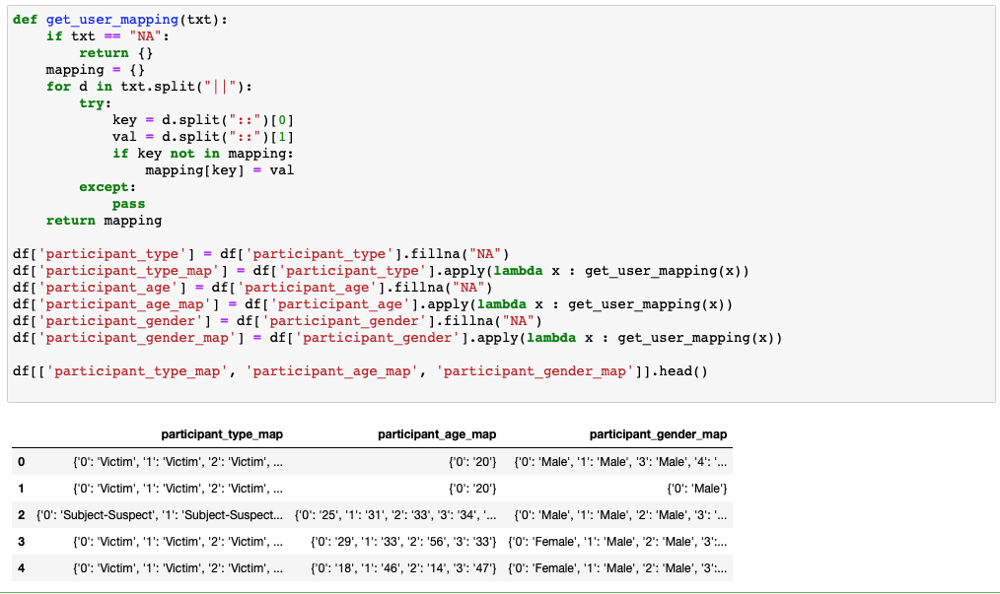 def get_user_mapping(txt):
    if txt == "NA":
        return {}
    mapping = {}
    for d in txt.split("||"):
        try:
            key = d.split("::")[0]
            val = d.split("::")[1]
            if key not in mapping:
                mapping[key] = val
        except:
            pass
    return mapping

df['participant_type'] = df['participant_type'].fillna("NA")
df['participant_type_map'] = df['participant_type'].apply(lambda x : get_user_mapping(x))
df['participant_age'] = df['participant_age'].fillna("NA")
df['participant_age_map'] = df['participant_age'].apply(lambda x : get_user_mapping(x))
df['participant_gender'] = df['participant_gender'].fillna("NA")
df['participant_gender_map'] = df['participant_gender'].apply(lambda x : get_user_mapping(x))

df[['participant_type_map', 'participant_age_map', 'participant_gender_map']].head()

participant_type_map participant_age_map participant_gender_map
0 {'0': 'Victim', '1': 'Victim', '2': 'Victim', ... {'0': '20'} {'0': 'Male', '1': 'Male', '3': 'Male', '4': '...
1 {'0': 'Victim', '1': 'Victim', '2': 'Victim', ... {'0': '20'} {'0': 'Male'}
2 {'0': 'Subject-Suspect', '1': 'Subject-Suspect... {'0': '25', '1': '31', '2': '33', '3': '34', '... {'0': 'Male', '1': 'Male', '2': 'Male', '3': '...
3 {'0': 'Victim', '1': 'Victim', '2': 'Victim', ... {'0': '29', '1': '33', '2': '56', '3': '33'} {'0': 'Female', '1': 'Male', '2': 'Male', '3':...
4 {'0': 'Victim', '1': 'Victim', '2': 'Victim', ... {'0': '18', '1': '46', '2': '14', '3': '47'} {'0': 'Female', '1': 'Male', '2': 'Male', '3':...